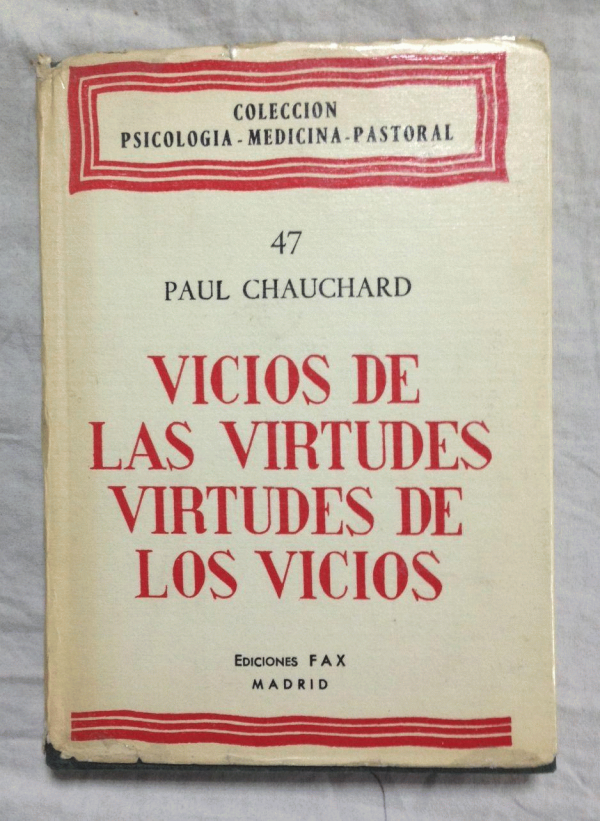 COLECCION
PSICOLOGIA - MEDICINA - PASTORAL
47
PAUL CHAUCHARD
VICIOS DE
LAS VIRTUDES
VIRTUDES DE
LOS VICIOS
EDICIONES FAX
MADRID